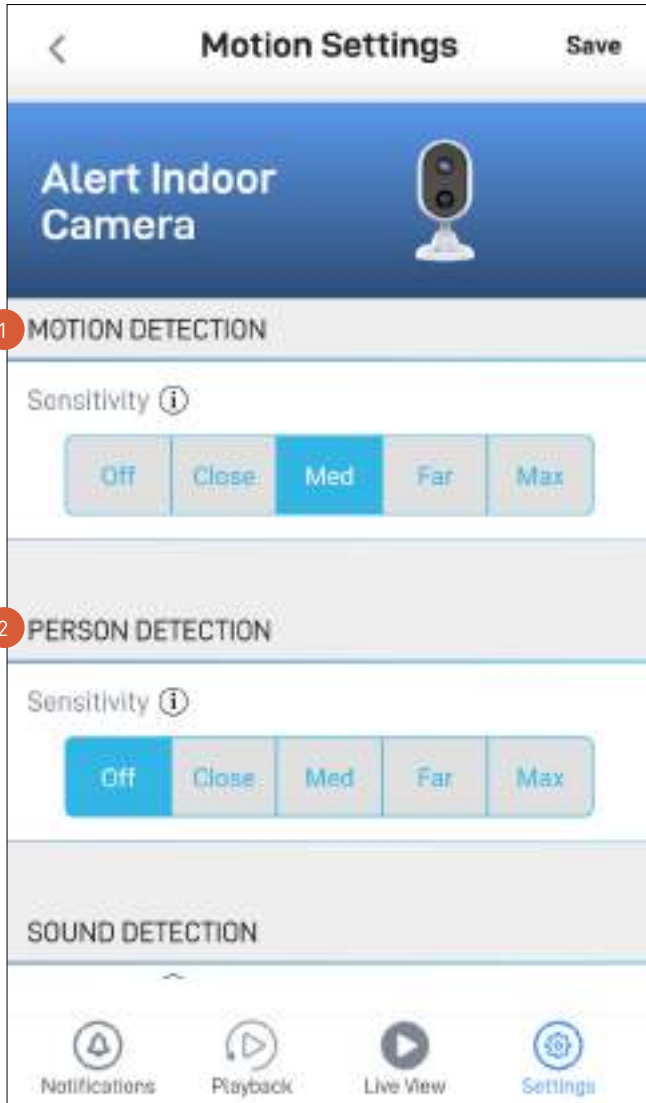 Motion Settings Save
Alert Indoor
Camera
1 MOTION DETECTION
Sensitivity i
Off Close Med Far Max
2 PERSON DETECTION
Sensitivity i
Off Close Med Far Max
SOUND DETECTION
Notifications Playback Live View Settings